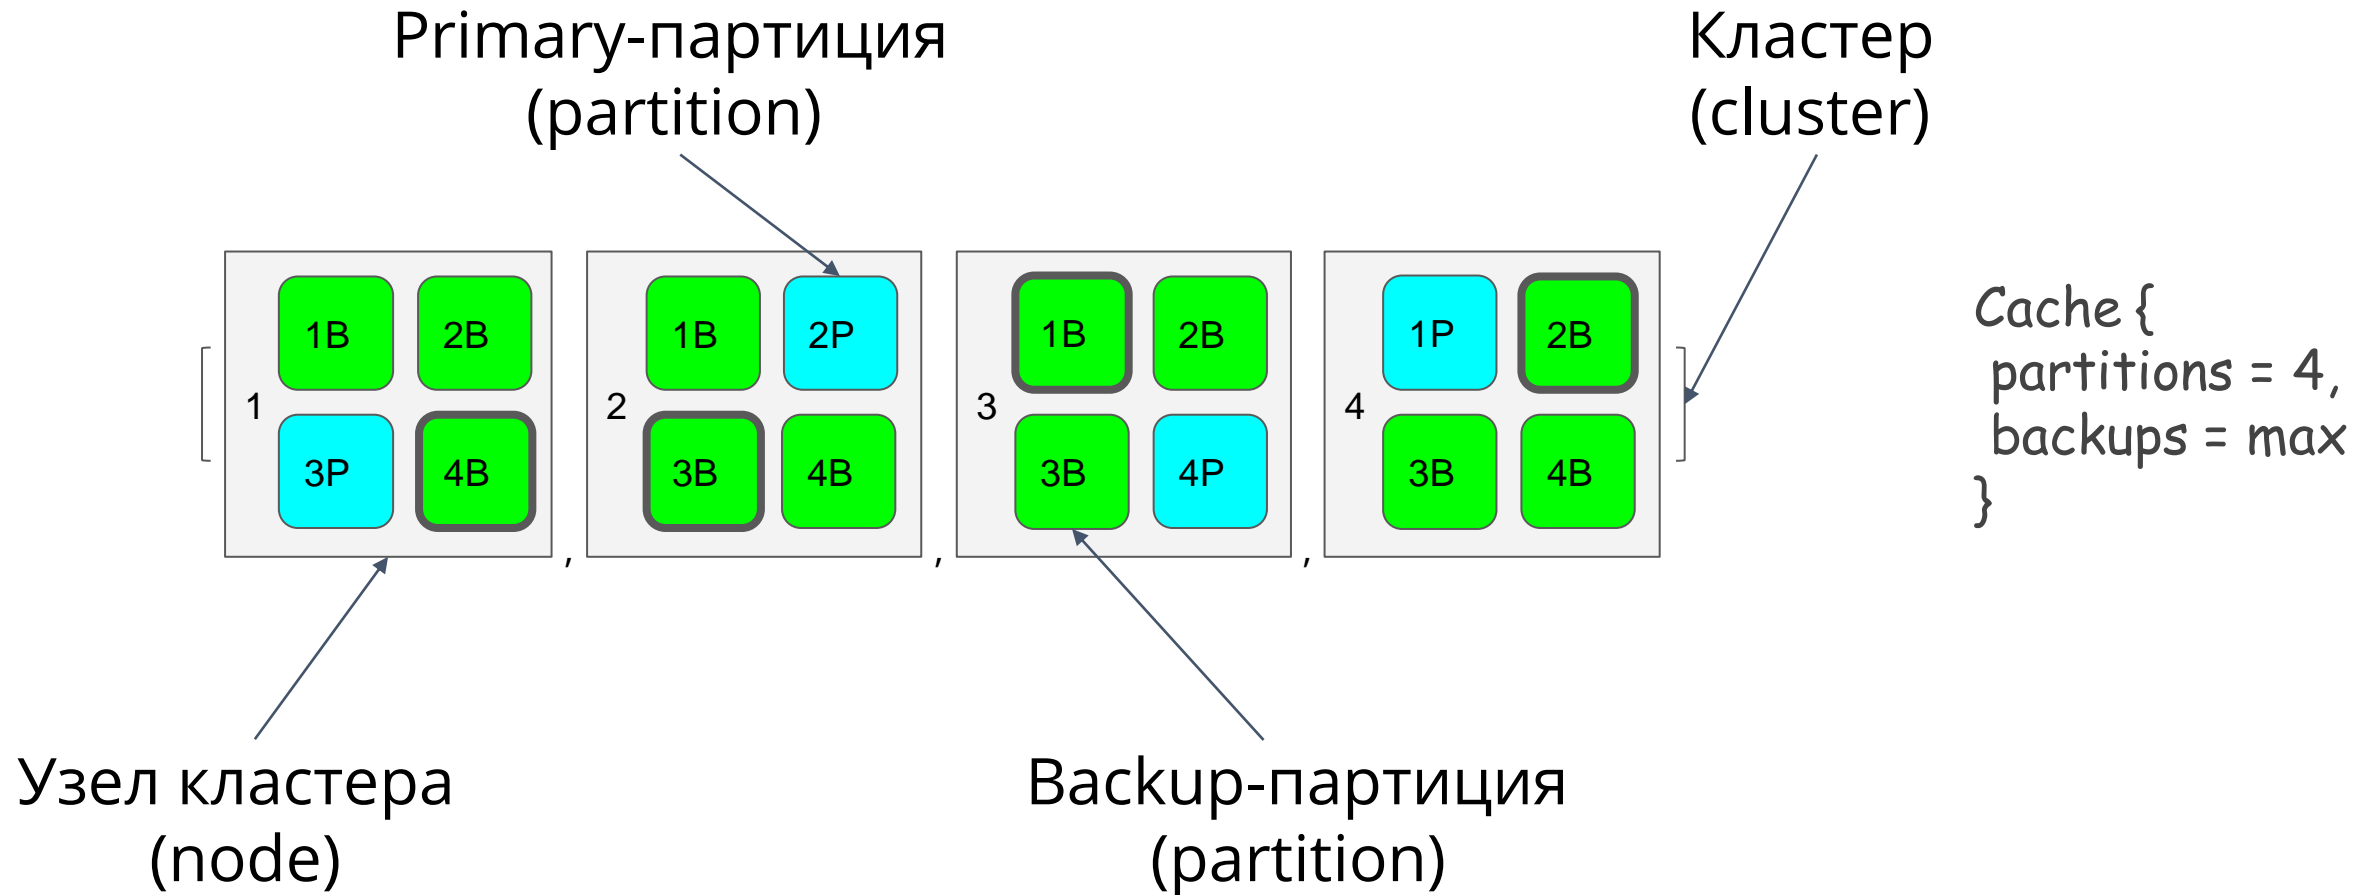 Primary-партиция
(partition)
Кластер
(cluster)
1B 2B
1
3P 4B
,
1B 2P
2
3B 4B
,
1B 2B
3
3B 4P
,
1P 2B
4
3B 4B
Cache {
partitions = 4,
backups = max
}
Узел кластера
(node)
Backup-партиция
(partition)